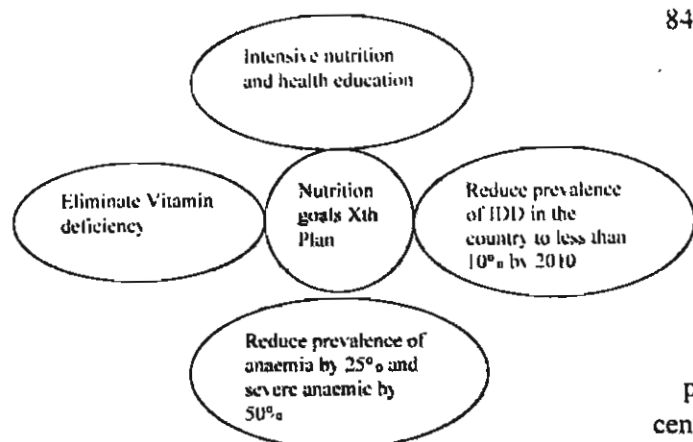 84
Intensive nutrition
and health education
Eliminate Vitamin
deficiency
Nutrition
goals Xth
Plan
Reduce prevalence
of IDD in the
country to less than
10% by 2010
Reduce prevalence of
anaemia by 25% and
severe anaemic by
50%
p
cen